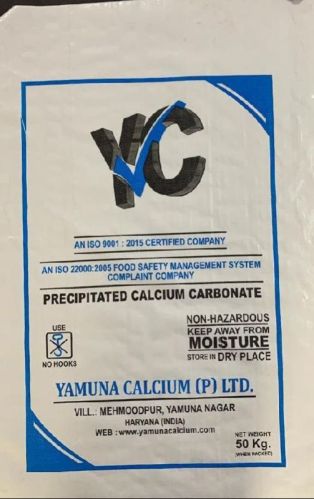 YC
AN ISO 9001 : 2015 CERTIFIED COMPANY
AN ISO 22000:2005 FOOD SAFETY MANAGEMENT SYSTEM
COMPLAINT COMPANY
PRECIPITATED CALCIUM CARBONATE
USE
NO HOOKS
NON-HAZARDOUS
KEEP AWAY FROM
MOISTURE
STORE IN DRY PLACE
YAMUNA CALCIUM (P) LTD.
VILL.: MEHMOODPUR, YAMUNA NAGAR
HARYANA (INDIA)
WEB : www.yamunacalcium.com
NET WEIGHT
50 Kg.
(WHEN PACKED)